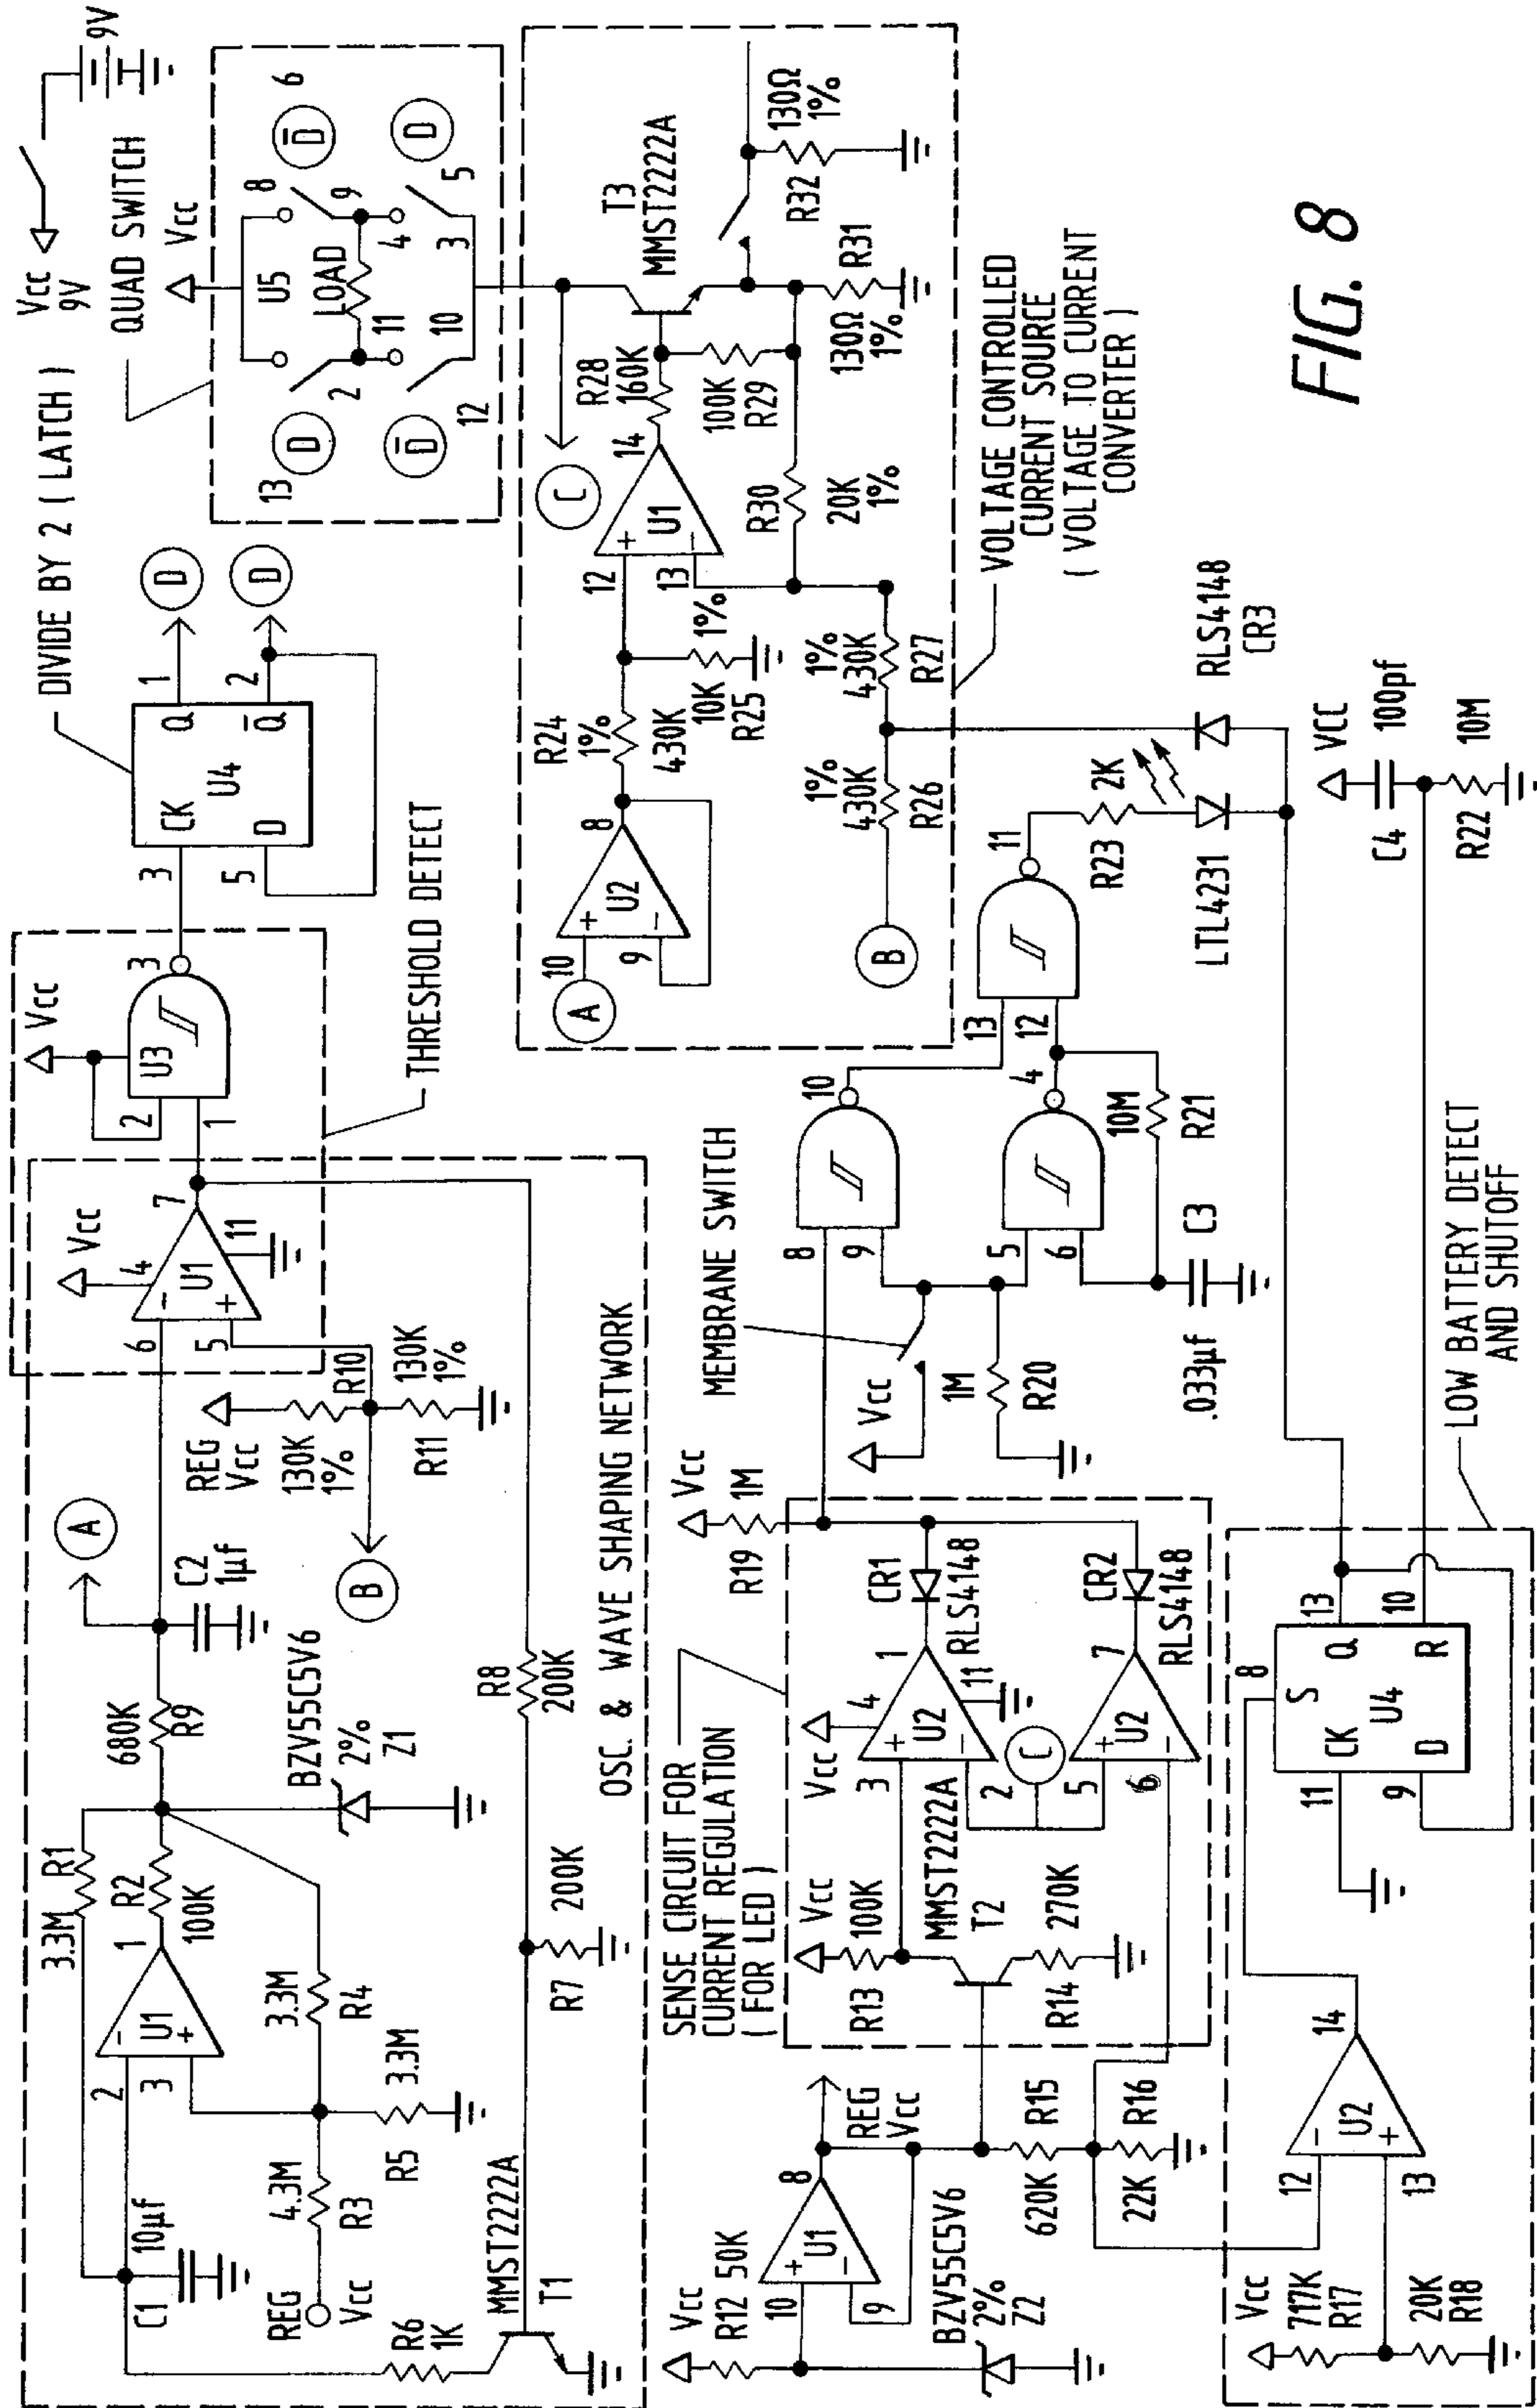 Vcc
9V
9V
DIVIDE BY 2 ( LATCH )
QUAD SWITCH
Vcc
U5
LOAD
8
D̅
6
9
4
D
5
3
13
D
2
11
10
D̅
12
CK
Q
U4
D
Q̅
3
5
1
D
2
D
Vcc
U3
2
1
3
THRESHOLD DETECT
Vcc
4
6
5
U1
-
+
7
11
R10
130K
1%
R11
REG
Vcc
130K
1%
A
B
C2
1µf
680K
R9
BZV55C5V6
2%
Z1
OSC. & WAVE SHAPING NETWORK
R8
200K
200K
R7
3.3M R1
R2
100K
1
2
3
U1
-
+
3.3M
R4
3.3M
R5
4.3M
R3
REG
Vcc
10µf
C1
R6
1K
MMST2222A
T1
C
T3
MMST2222A
130Ω
1%
R32
R31
130Ω
1%
R28
160K
100K
R29
14
12
13
U1
+
-
R30
20K
1%
R24
1%
430K
10K
1%
R25
8
U2
+
-
10
9
A
1%
430K
R27
1%
430K
R26
B
VOLTAGE CONTROLLED
CURRENT SOURCE
( VOLTAGE TO CURRENT
CONVERTER )
FIG. 8
RLS4148
CR3
2K
R23
LTL4231
11
13
12
10
4
8
9
5
6
10M
R21
C3
.033µf
MEMBRANE SWITCH
Vcc
1M
R20
VCC
100pf
C4
10M
R22
LOW BATTERY DETECT
AND SHUTOFF
Vcc
1M
R19
SENSE CIRCUIT FOR
CURRENT REGULATION
( FOR LED )
CR1
RLS4148
CR2
RLS4148
Vcc
4
1
3
2
U2
+
-
11
C
5
6
U2
+
-
7
Vcc
100K
R13
MMST2222A
T2
270K
R14
REG
Vcc
R15
620K
R16
22K
8
U1
+
-
10
9
Vcc
R12 50K
BZV55C5V6
2%
Z2
8
S
13
Q
CK
11
U4
D
9
R
10
14
U2
-
+
12
13
Vcc
717K
R17
20K
R18